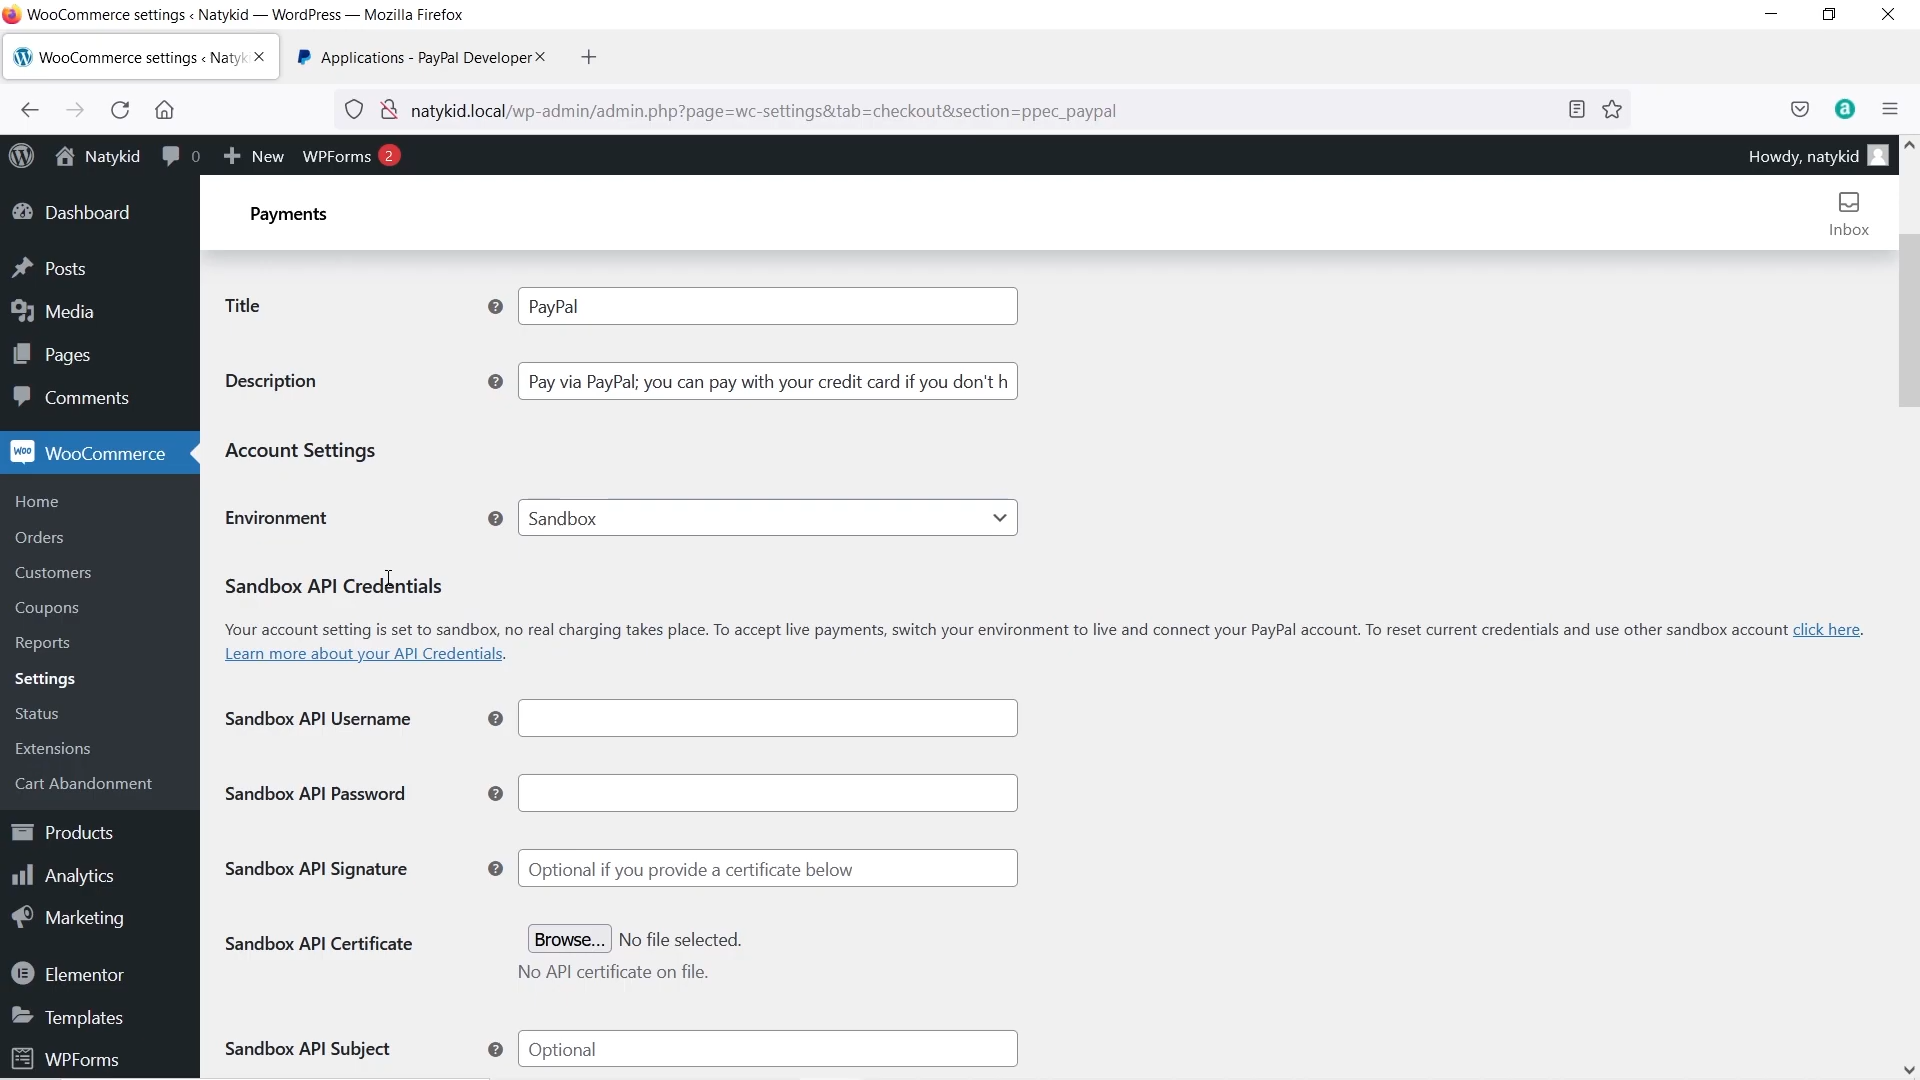 WooCommerce settings ‹ Natykid — WordPress — Mozilla Firefox
WooCommerce settings ‹ Natyk
Applications - PayPal Developer
natykid.local/wp-admin/admin.php?page=wc-settings&tab=checkout&section=ppec_paypal
a
Natykid
0
New
WPForms
2
Howdy, natykid
Payments
Inbox
Dashboard
Posts
Media
Pages
Comments
Woo
WooCommerce
Home
Orders
Customers
Coupons
Reports
Settings
Status
Extensions
Cart Abandonment
Products
Analytics
Marketing
Elementor
Templates
WPForms
Title
?
PayPal
Description
?
Pay via PayPal; you can pay with your credit card if you don't h
Account Settings
Environment
?
Sandbox
Sandbox API Credentials
Your account setting is set to sandbox, no real charging takes place. To accept live payments, switch your environment to live and connect your PayPal account. To reset current credentials and use other sandbox account click here.
Learn more about your API Credentials.
Sandbox API Username
?
Sandbox API Password
?
Sandbox API Signature
?
Optional if you provide a certificate below
Sandbox API Certificate
Browse...
No file selected.
No API certificate on file.
Sandbox API Subject
?
Optional